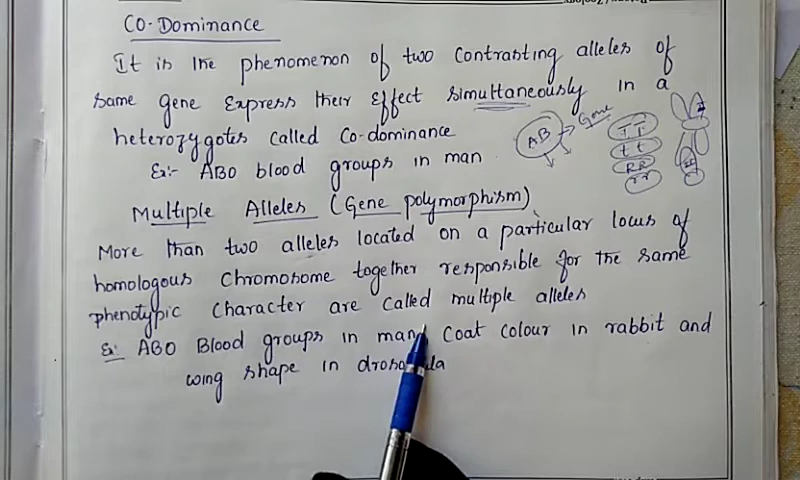 Co-Dominance
It is the phenomenon of two contrasting alleles of
same gene express their effect simultaneously in a
heterozygotes called Co-dominance
Ex:- ABO blood groups in man
AB
Gene
TT
tt
RR
rr
Multiple Alleles (Gene polymorphism)
More than two alleles located on a particular locus of
homologous chromosome together responsible for the same
phenotypic character are called multiple alleles
Ex: ABO Blood groups in man, coat colour in rabbit and
wing shape in